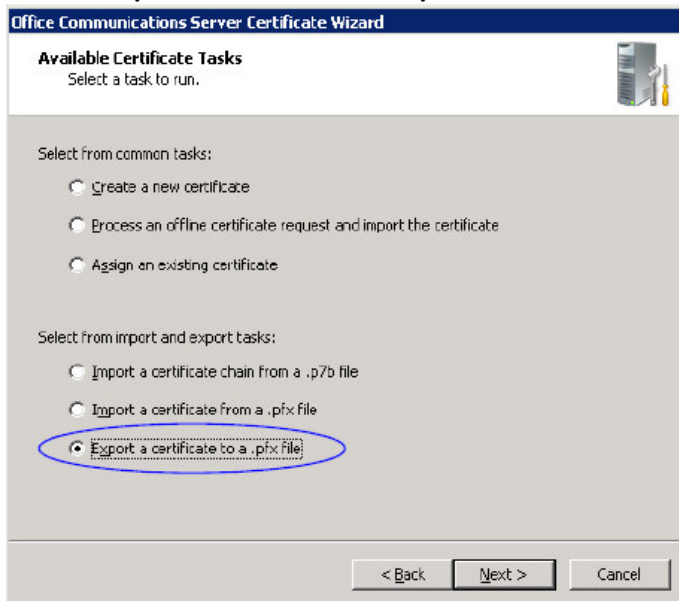 Office Communications Server Certificate Wizard
Available Certificate Tasks
Select a task to run.
Select from common tasks:
Create a new certificate
Process an offline certificate request and import the certificate
Assign an existing certificate
Select from import and export tasks:
Import a certificate chain from a .p7b file
Import a certificate from a .pfx file
Export a certificate to a .pfx file
< Back
Next >
Cancel